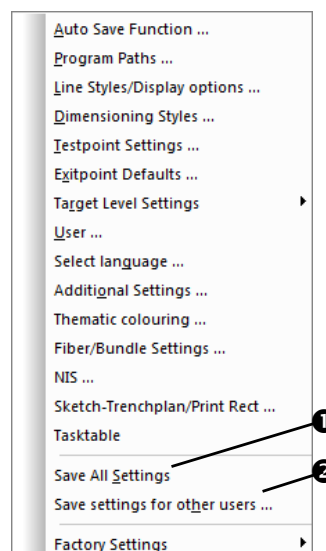 Auto Save Function ...
Program Paths ...
Line Styles/Display options ...
Dimensioning Styles ...
Testpoint Settings ...
Exitpoint Defaults ...
Target Level Settings
User ...
Select language ...
Additional Settings ...
Thematic colouring ...
Fiber/Bundle Settings ...
NIS ...
Sketch-Trenchplan/Print Rect ...
Tasktable
❶
Save All Settings
❷
Save settings for other users ...
Factory Settings